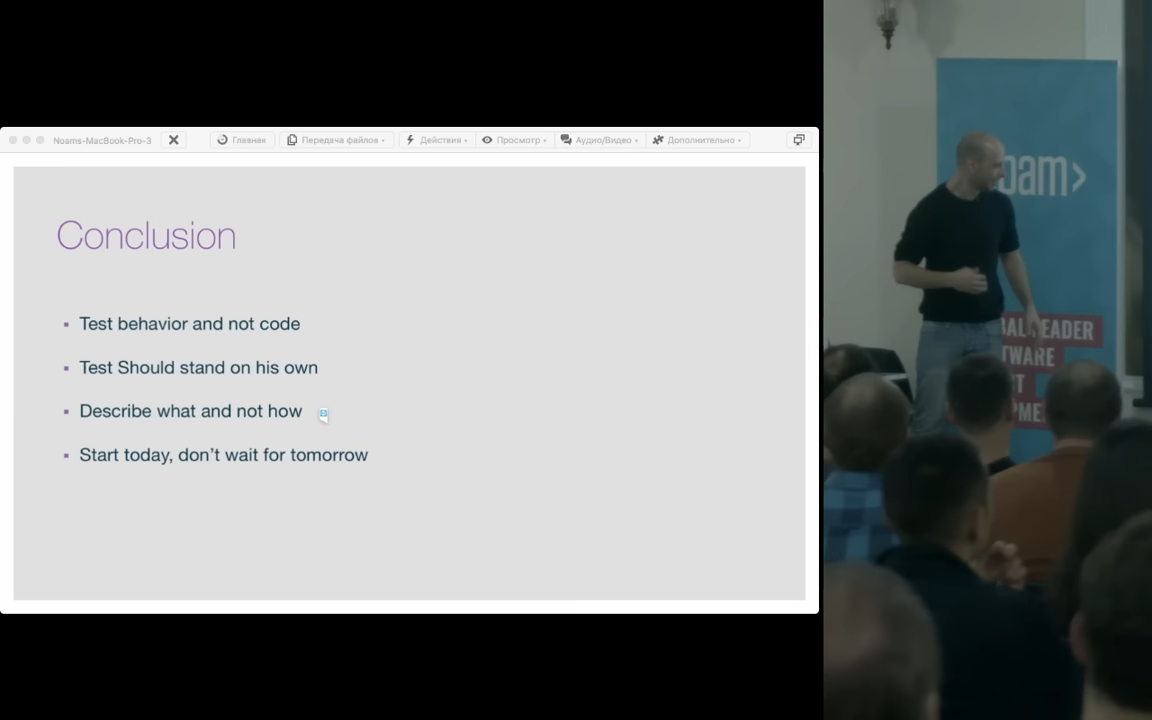 Noams-MacBook-Pro-3
Главная
Передача файлов
Действия
Просмотр
Аудио/Видео
Дополнительно
Conclusion
Test behavior and not code
Test Should stand on his own
Describe what and not how
Start today, don’t wait for tomorrow